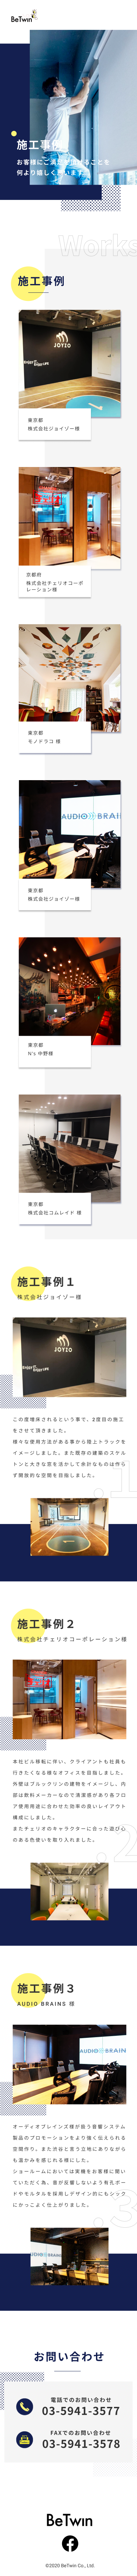 BeTwin
施工事例
お客様にご満足頂けることを
何より嬉しく思います。
Works
施工事例
JOYZO
東京都
株式会社ジョイゾー様
京都府
株式会社チェリオコーポ
レーション様
東京都
モノドラコ 様
AUDIO BRAIN
東京都
株式会社ジョイゾー様
東京都
N's 中野様
東京都
株式会社コムレイド 様
施工事例１
株式会社ジョイゾー様
JOYZO
この度増床されるという事で、2度目の施工
をさせて頂きました。
様々な使用方法がある事から陸上トラックを
イメージしました。また既存の建築のスケル
トンと大きな窓を活かして余計なものは作ら
ず開放的な空間を目指しました。
.1
施工事例２
株式会社チェリオコーポレーション様
本社ビル移転に伴い、クライアントも社員も
行きたくなる様なオフィスを目指しました。
外壁はブルックリンの建物をイメージし、内
部は飲料メーカーなので清潔感があり各フロ
ア使用用途に合わせた効率の良いレイアウト
構成にしました。
またチェリオのキャラクターに合った遊び心
のある色使いを取り入れました。
.2
施工事例３
AUDIO BRAINS 様
AUDIO BRAIN
オーディオブレインズ様が扱う音響システム
製品のプロモーションをより強く伝えられる
空間作り。また渋谷と言う立地にありながら
も温かみを感じれる様にした。
ショールームにおいては実機をお客様に聞い
ていただく為、音が反響しないよう有孔ボー
ドやモルタルを採用しデザイン的にもシック
にかっこよく仕上がりました。
.3
お問い合わせ
電話でのお問い合わせ
03-5941-3577
FAXでのお問い合わせ
03-5941-3578
BeTwin
©2020 BeTwin Co., Ltd.